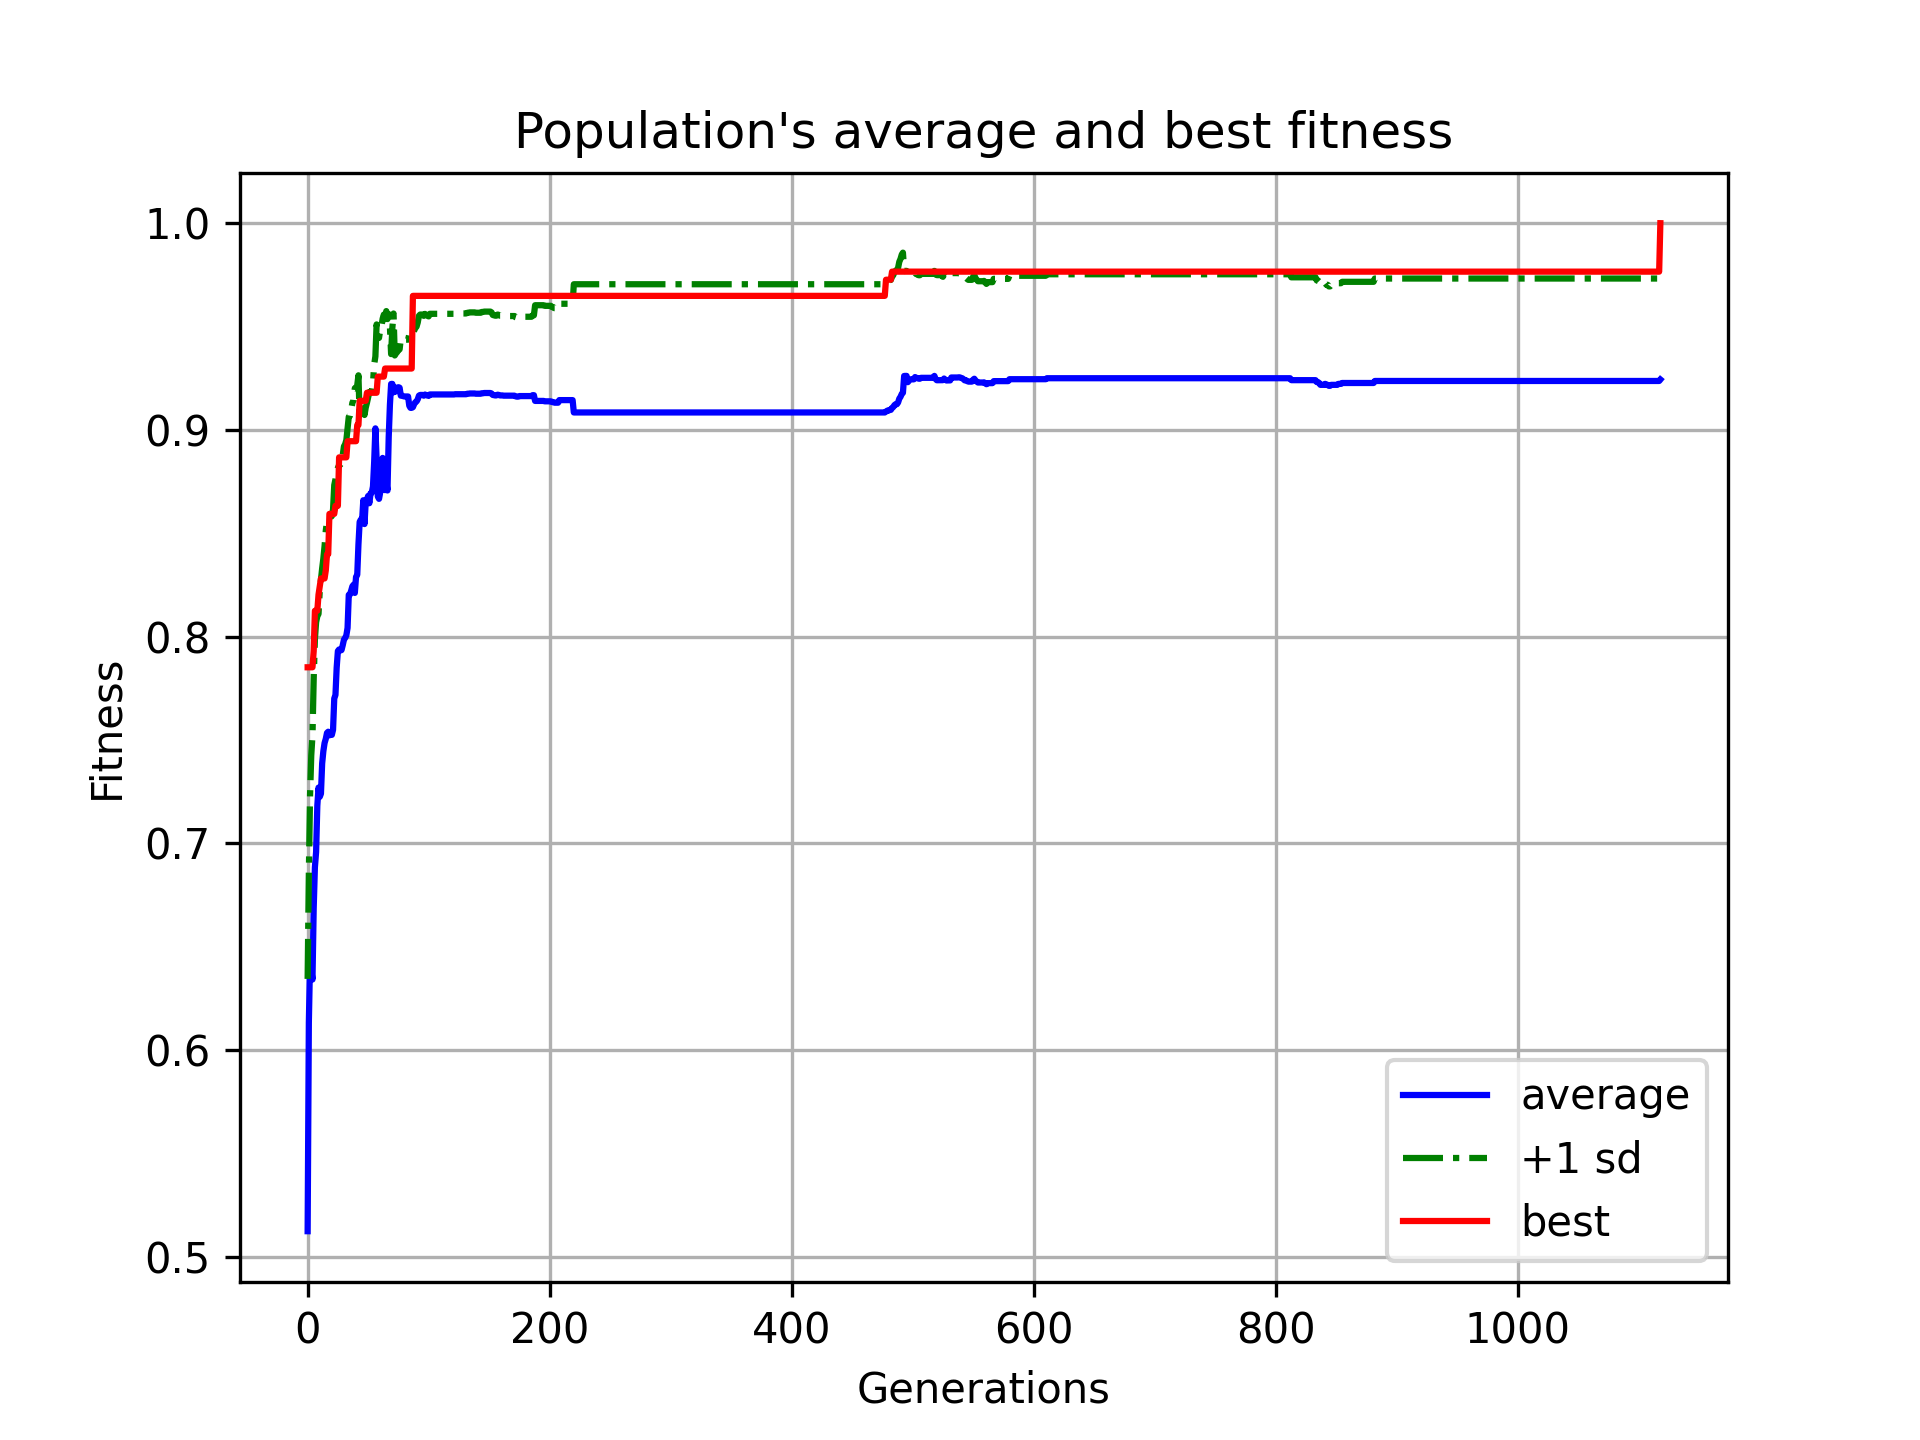 Population's average and best fitness
1.0
0.9
0.8
0.7
0.6
0.5
Fitness
0 200 400 600 800 1000
Generations
average
+1 sd
best